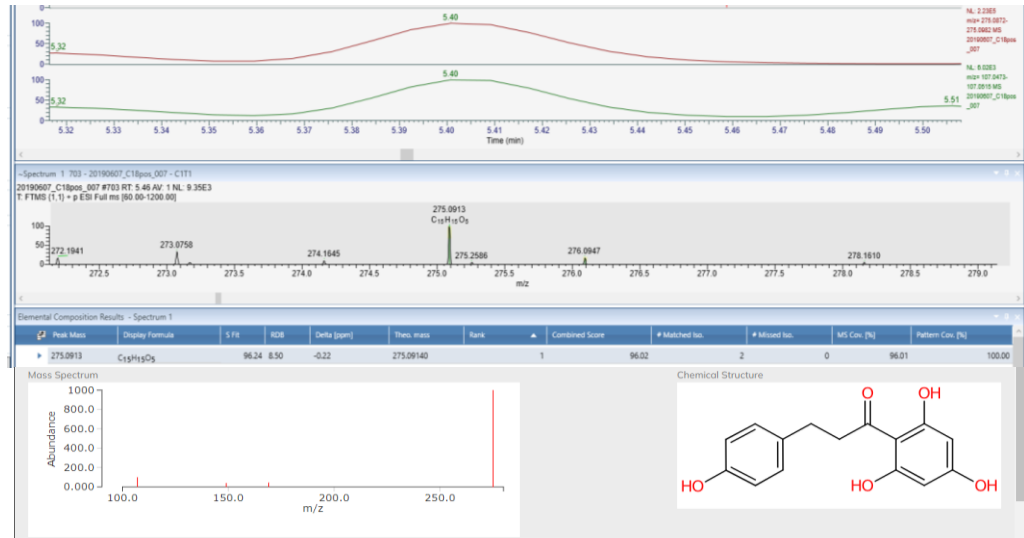 0
NL: 2.23E5
100
5.40
m/z= 275.0872-
275.0962 MS
50
5.32
20190607_C18pos
_007
0
NL: 6.02E3
100
5.40
m/z= 107.0473-
107.0515 MS
50
5.32
5.51
20190607_C18pos
_007
0
5.32 5.33 5.34 5.35 5.36 5.37 5.38 5.39 5.40 5.41 5.42 5.43 5.44 5.45 5.46 5.47 5.48 5.49 5.50
Time (min)
~Spectrum 1 703 - 20190607_C18pos_007 - C1T1
20190607_C18pos_007 #703 RT: 5.46 AV: 1 NL: 9.35E3
T: FTMS {1,1} + p ESI Full ms [60.00-1200.00]
275.0913
C15H15O5
100
50
0
272.1941 273.0758 274.1645 275.2586 276.0947 278.1610
272.5 273.0 273.5 274.0 274.5 275.0 275.5 276.0 276.5 277.0 277.5 278.0 278.5 279.0
m/z
Elemental Composition Results - Spectrum 1
Peak Mass Display Formula S Fit RDB Delta [ppm] Theo. mass Rank Combined Score # Matched Iso. # Missed Iso. MS Cov. [%] Pattern Cov. [%]
275.0913 C15H15O5 96.24 8.50 -0.22 275.09140 1 96.02 2 0 96.01 100.00
Mass Spectrum
1000
800.0
600.0
400.0
200.0
0.000
Abundance
100.0 150.0 200.0 250.0
m/z
Chemical Structure
O OH
HO HO OH